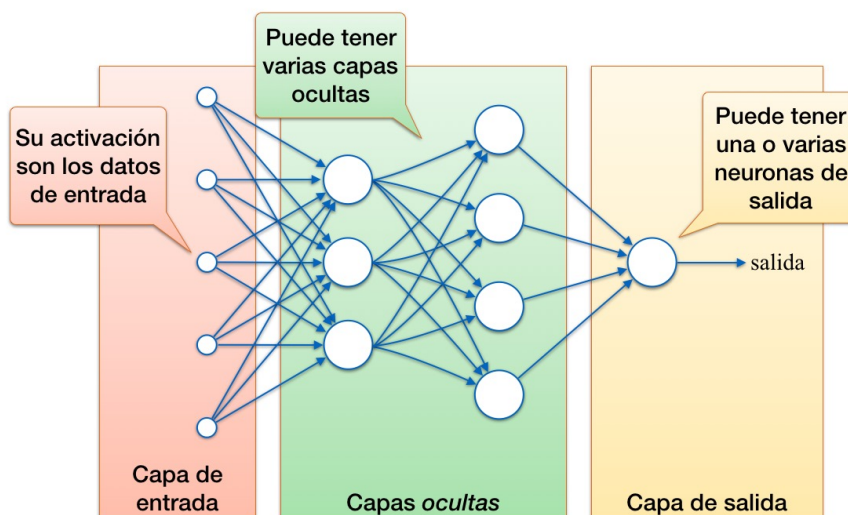 Puede tener
varias capas
ocultas
Su activación
son los datos
de entrada
Puede tener
una o varias
neuronas de
salida
salida
Capa de
entrada
Capas ocultas
Capa de salida